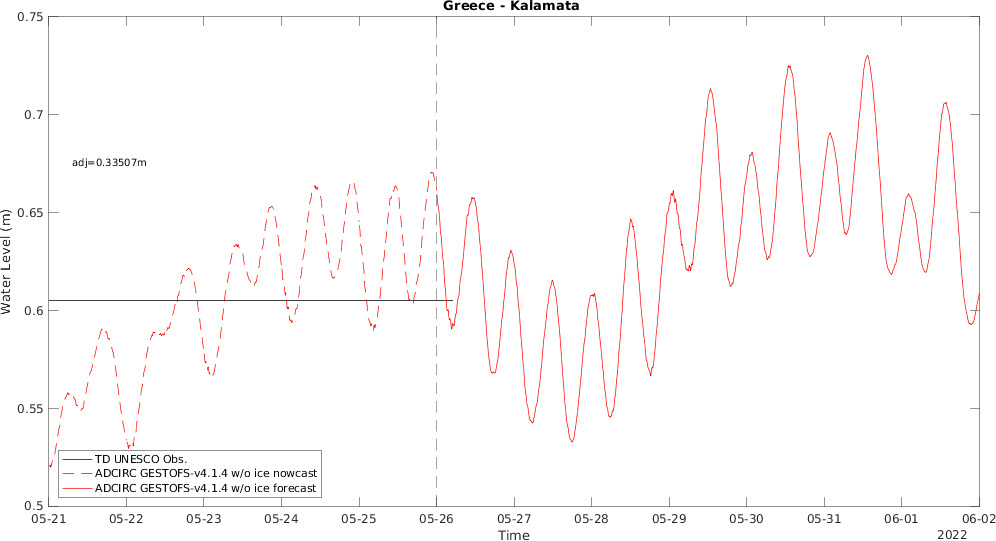 Greece - Kalamata
0.75
0.7
0.65
0.6
0.55
0.5
Water Level (m)
adj=0.33507m
TD UNESCO Obs.
ADCIRC GESTOFS-v4.1.4 w/o ice nowcast
ADCIRC GESTOFS-v4.1.4 w/o ice forecast
05-21 05-22 05-23 05-24 05-25 05-26 05-27 05-28 05-29 05-30 05-31 06-01 06-02
Time
2022